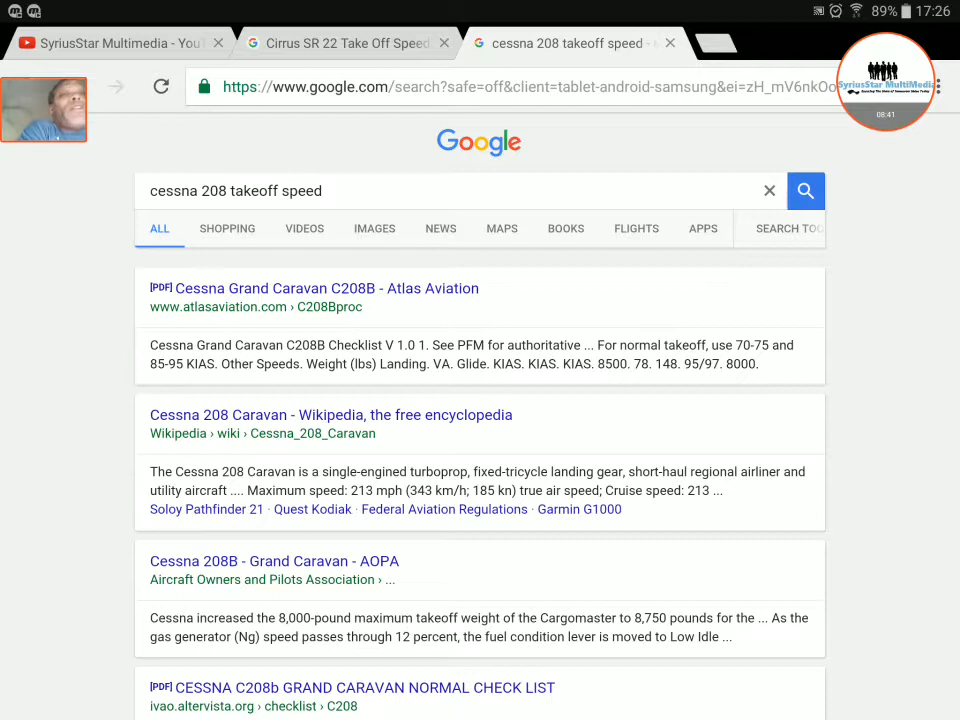 89% 17:26
SyriusStar Multimedia - YouT
Cirrus SR 22 Take Off Speed
cessna 208 takeoff speed -
https://www.google.com/search?safe=off&client=tablet-android-samsung&ei=zH_mV6nkOo
SyriusStar MultiMedia
08:41
Google
cessna 208 takeoff speed
ALL SHOPPING VIDEOS IMAGES NEWS MAPS BOOKS FLIGHTS APPS SEARCH TOO
[PDF] Cessna Grand Caravan C208B - Atlas Aviation
www.atlasaviation.com › C208Bproc
Cessna Grand Caravan C208B Checklist V 1.0 1. See PFM for authoritative ... For normal takeoff, use 70-75 and
85-95 KIAS. Other Speeds. Weight (lbs) Landing. VA. Glide. KIAS. KIAS. KIAS. 8500. 78. 148. 95/97. 8000.
Cessna 208 Caravan - Wikipedia, the free encyclopedia
Wikipedia › wiki › Cessna_208_Caravan
The Cessna 208 Caravan is a single-engined turboprop, fixed-tricycle landing gear, short-haul regional airliner and
utility aircraft .... Maximum speed: 213 mph (343 km/h; 185 kn) true air speed; Cruise speed: 213 ...
Soloy Pathfinder 21 · Quest Kodiak · Federal Aviation Regulations · Garmin G1000
Cessna 208B - Grand Caravan - AOPA
Aircraft Owners and Pilots Association › ...
Cessna increased the 8,000-pound maximum takeoff weight of the Cargomaster to 8,750 pounds for the ... As the
gas generator (Ng) speed passes through 12 percent, the fuel condition lever is moved to Low Idle ...
[PDF] CESSNA C208b GRAND CARAVAN NORMAL CHECK LIST
ivao.altervista.org › checklist › C208